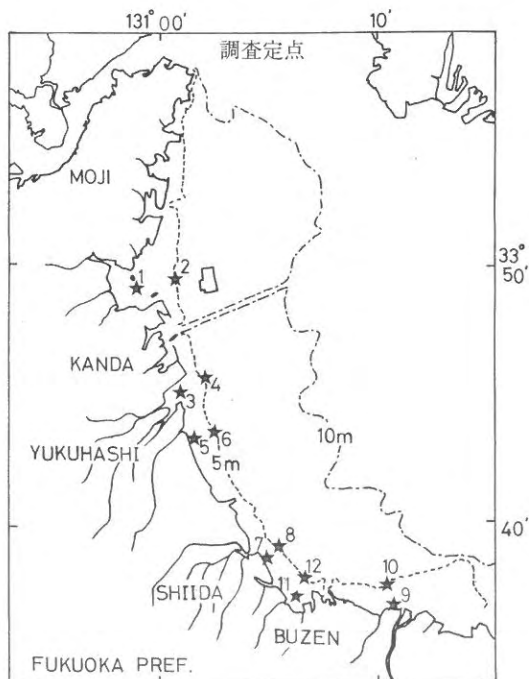 131° 00′
10′
調査定点
MOJI
33°
50′
1
2
KANDA
4
3
10m
YUKUHASHI
5
6
5m
40′
8
7
12
10
SHIIDA
11
9
BUZEN
FUKUOKA PREF.